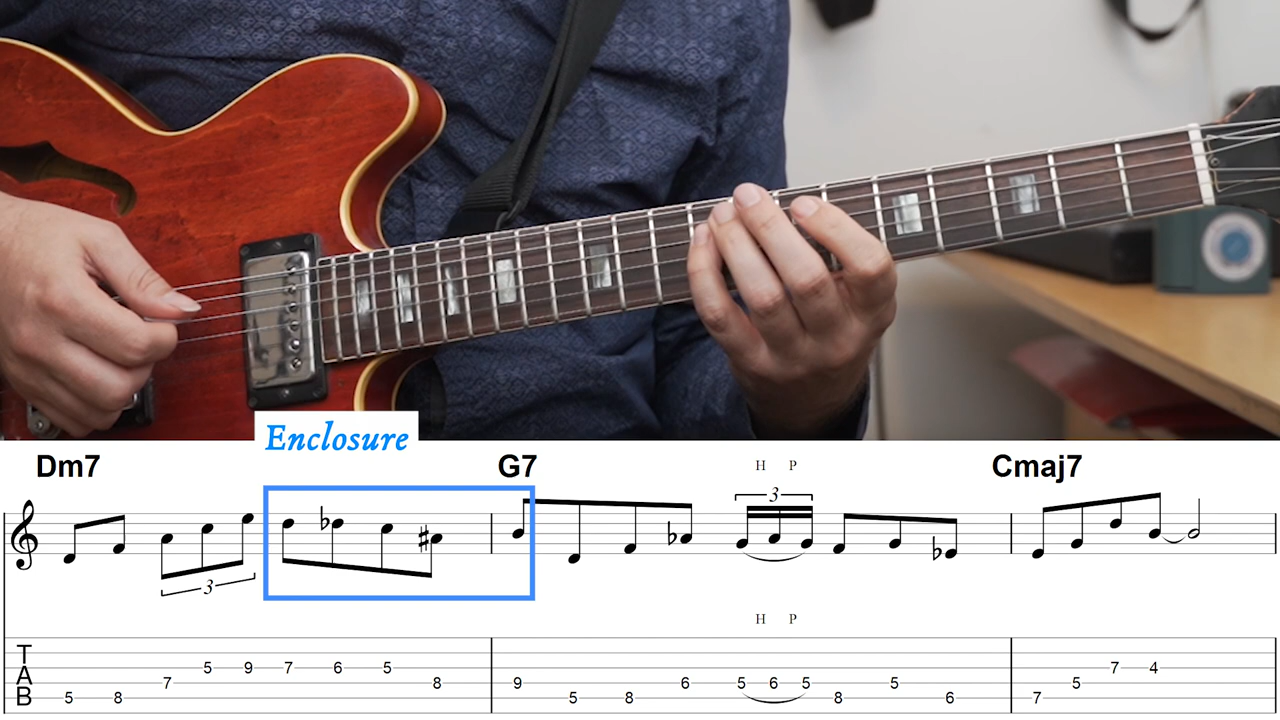 Enclosure
Dm7 G7 H P Cmaj7
3
3
H P
T
A
B
5 9 7 6 5 7 4
7 8 9 6 5 6 5 5 5
5 8 5 8 8 6 7